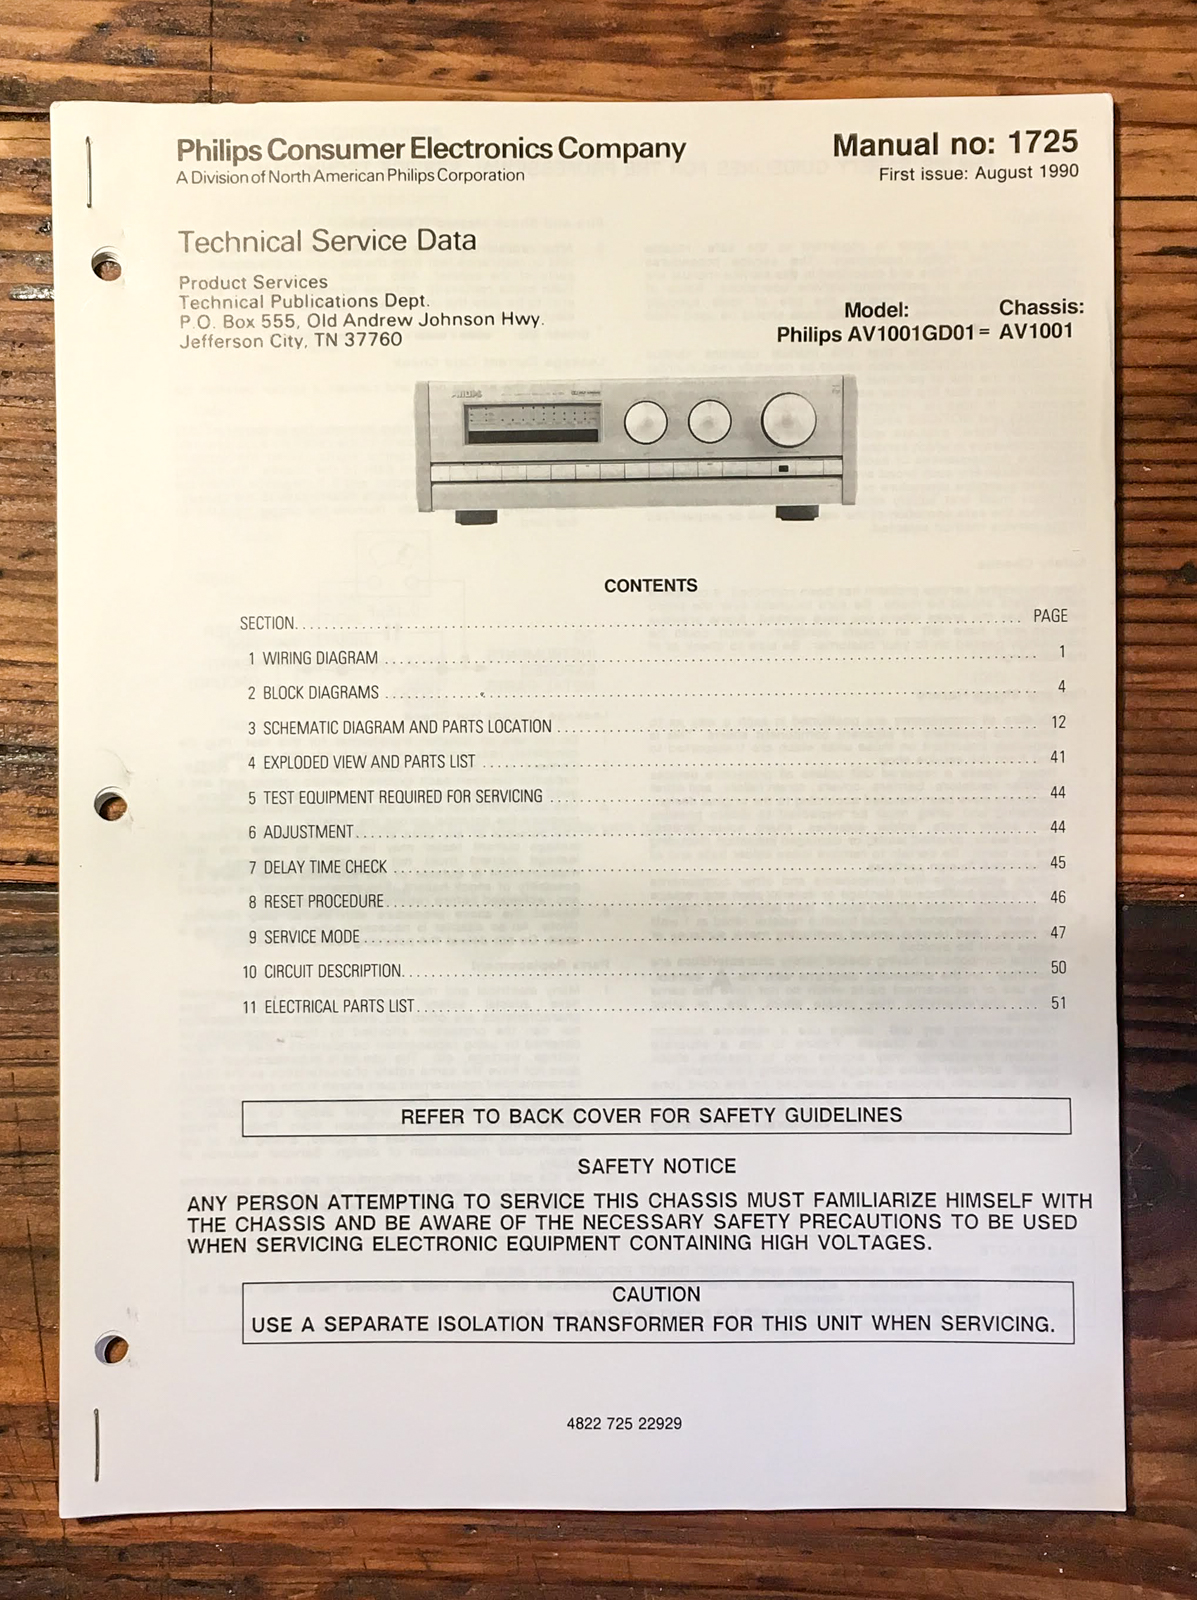 Philips Consumer Electronics Company
A Division of North American Philips Corporation
Manual no: 1725
First issue: August 1990
Technical Service Data
Product Services
Technical Publications Dept.
P.O. Box 555, Old Andrew Johnson Hwy.
Jefferson City, TN 37760
Model: Chassis:
Philips AV1001GD01 = AV1001
PHILIPS
CONTENTS
SECTION PAGE
1 WIRING DIAGRAM 1
2 BLOCK DIAGRAMS 4
3 SCHEMATIC DIAGRAM AND PARTS LOCATION 12
4 EXPLODED VIEW AND PARTS LIST 41
5 TEST EQUIPMENT REQUIRED FOR SERVICING 44
6 ADJUSTMENT 44
7 DELAY TIME CHECK 45
8 RESET PROCEDURE 46
9 SERVICE MODE 47
10 CIRCUIT DESCRIPTION 50
11 ELECTRICAL PARTS LIST 51
REFER TO BACK COVER FOR SAFETY GUIDELINES
SAFETY NOTICE
ANY PERSON ATTEMPTING TO SERVICE THIS CHASSIS MUST FAMILIARIZE HIMSELF WITH
THE CHASSIS AND BE AWARE OF THE NECESSARY SAFETY PRECAUTIONS TO BE USED
WHEN SERVICING ELECTRONIC EQUIPMENT CONTAINING HIGH VOLTAGES.
CAUTION
USE A SEPARATE ISOLATION TRANSFORMER FOR THIS UNIT WHEN SERVICING.
4822 725 22929